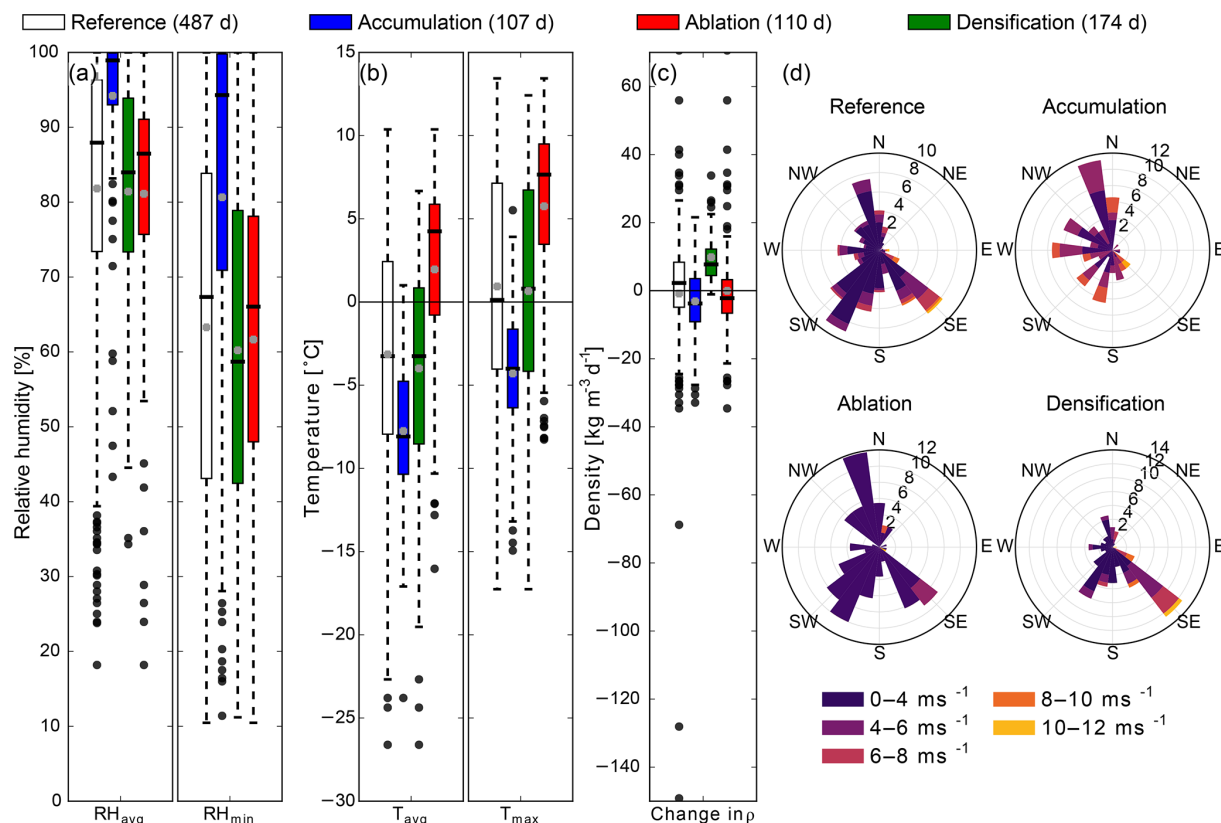 Reference (487 d) Accumulation (107 d) Ablation (110 d) Densification (174 d)
(a)
Relative humidity [%]
100
90
80
70
60
50
40
30
20
10
0
RHavg RHmin
(b)
Temperature [°C]
15
10
5
0
−5
−10
−15
−20
−25
−30
Tavg Tmax
(c)
Density [kg m-3 d-1]
60
40
20
0
−20
−40
−60
−80
−100
−120
−140
Change in ρ
(d)
Reference
N
NE
E
SE
S
SW
W
NW
2
4
6
8
10
Accumulation
N
NE
E
SE
S
SW
W
NW
2
4
6
8
10
12
Ablation
N
NE
E
SE
S
SW
W
NW
2
4
6
8
10
12
Densification
N
NE
E
SE
S
SW
W
NW
2
4
6
8
10
12
14
0–4 ms -1
4–6 ms -1
6–8 ms -1
8–10 ms -1
10–12 ms -1